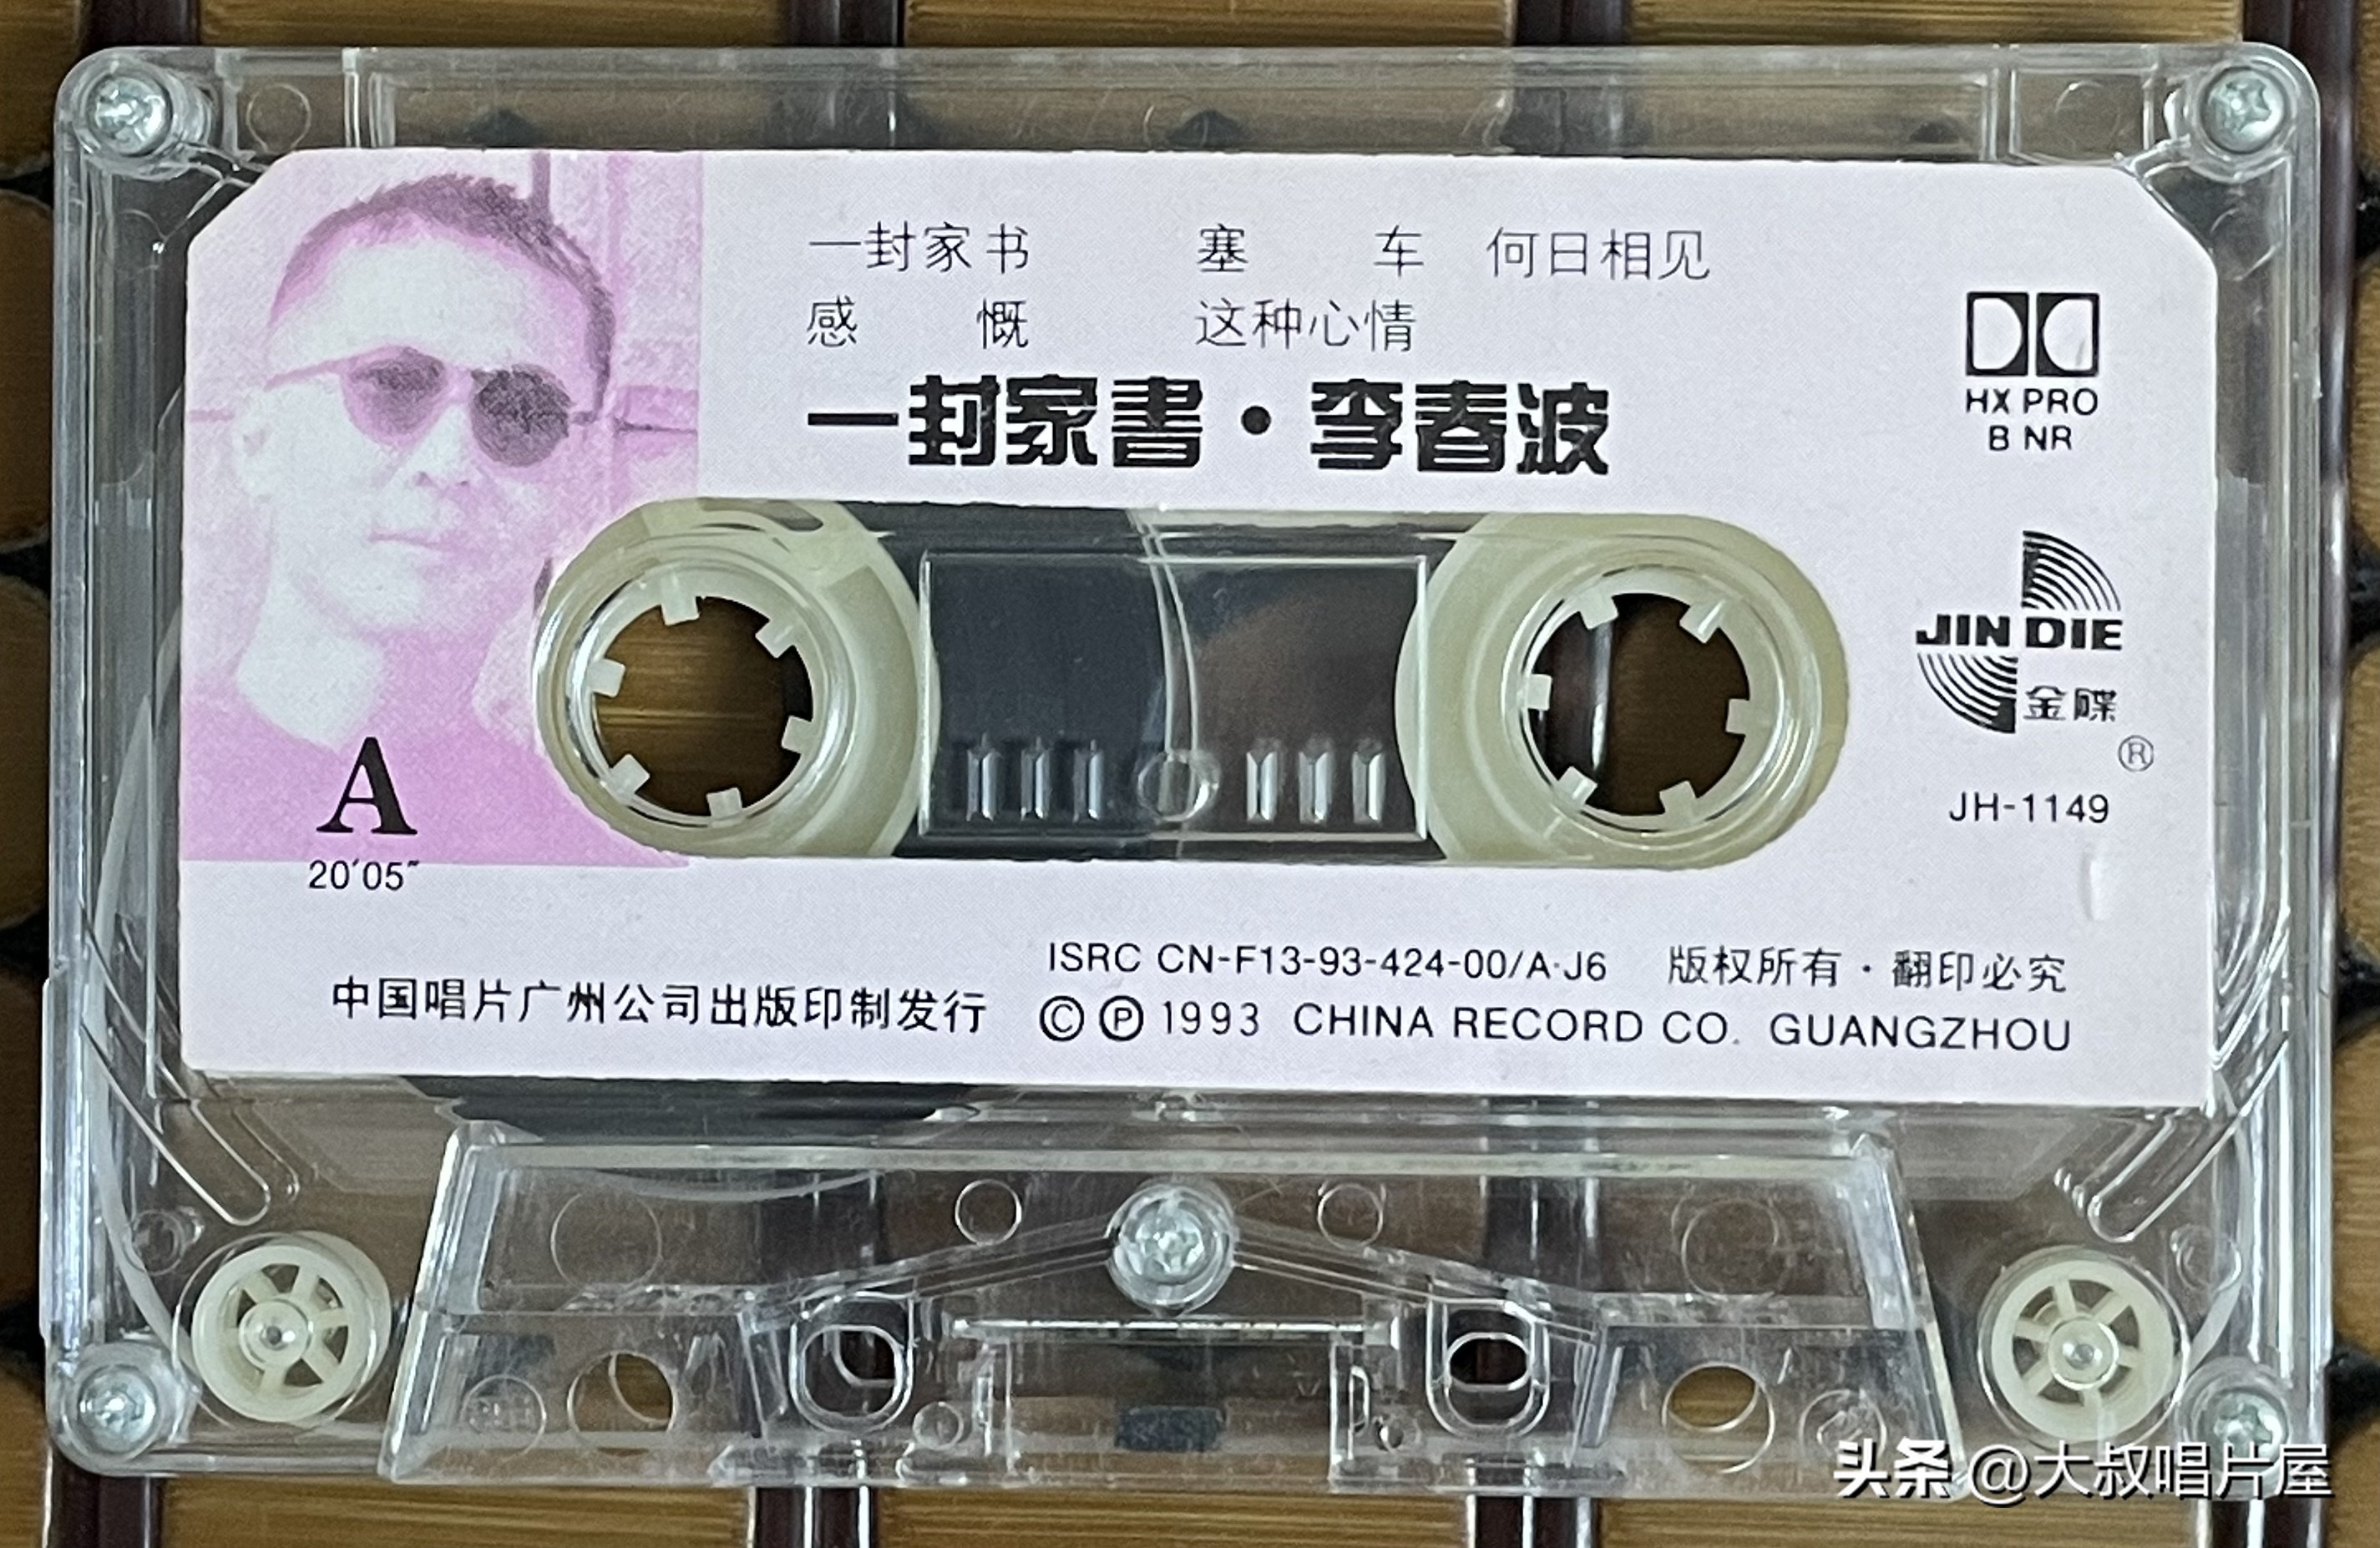 一封家书 塞车 何日相见
感慨 这种心情
一封家書·李春波
HX PRO
B NR
JIN DIE
金碟
®
JH-1149
A
20′05″
ISRC CN-F13-93-424-00/A·J6 版权所有·翻印必究
中国唱片广州公司出版印制发行 © Ⓟ 1993 CHINA RECORD CO. GUANGZHOU
头条 @大叔唱片屋